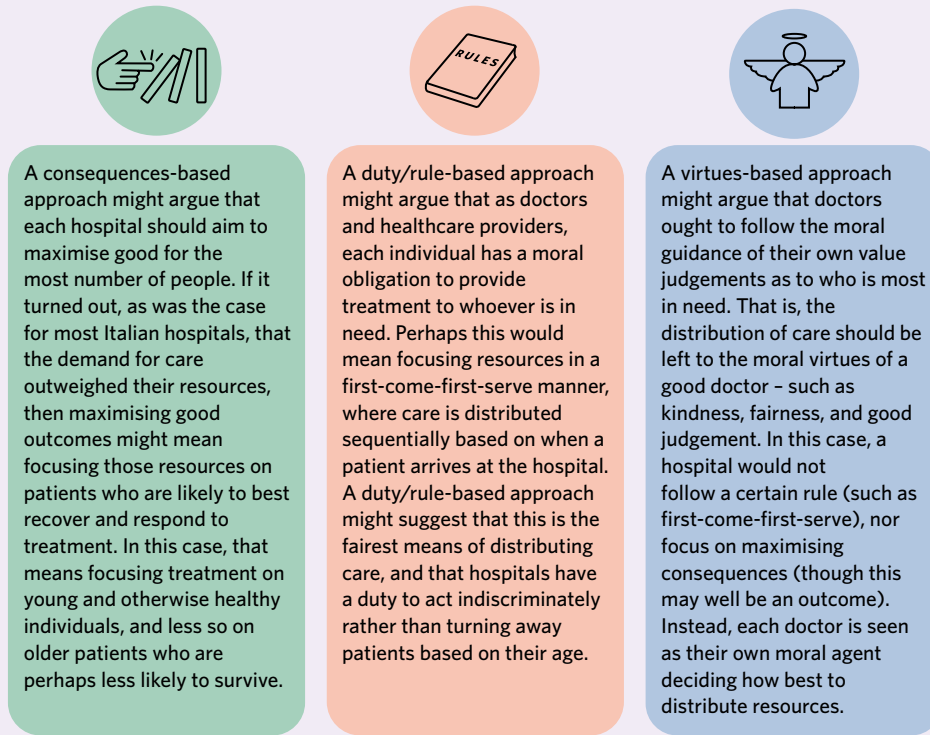 RULES
A consequences-based
approach might argue that
each hospital should aim to
maximise good for the
most number of people. If it
turned out, as was the case
for most Italian hospitals, that
the demand for care
outweighed their resources,
then maximising good
outcomes might mean
focusing those resources on
patients who are likely to best
recover and respond to
treatment. In this case, that
means focusing treatment on
young and otherwise healthy
individuals, and less so on
older patients who are
perhaps less likely to survive.
A duty/rule-based approach
might argue that as doctors
and healthcare providers,
each individual has a moral
obligation to provide
treatment to whoever is in
need. Perhaps this would
mean focusing resources in a
first-come-first-serve manner,
where care is distributed
sequentially based on when a
patient arrives at the hospital.
A duty/rule-based approach
might suggest that this is the
fairest means of distributing
care, and that hospitals have
a duty to act indiscriminately
rather than turning away
patients based on their age.
A virtues-based approach
might argue that doctors
ought to follow the moral
guidance of their own value
judgements as to who is most
in need. That is, the
distribution of care should be
left to the moral virtues of a
good doctor – such as
kindness, fairness, and good
judgement. In this case, a
hospital would not
follow a certain rule (such as
first-come-first-serve), nor
focus on maximising
consequences (though this
may well be an outcome).
Instead, each doctor is seen
as their own moral agent
deciding how best to
distribute resources.